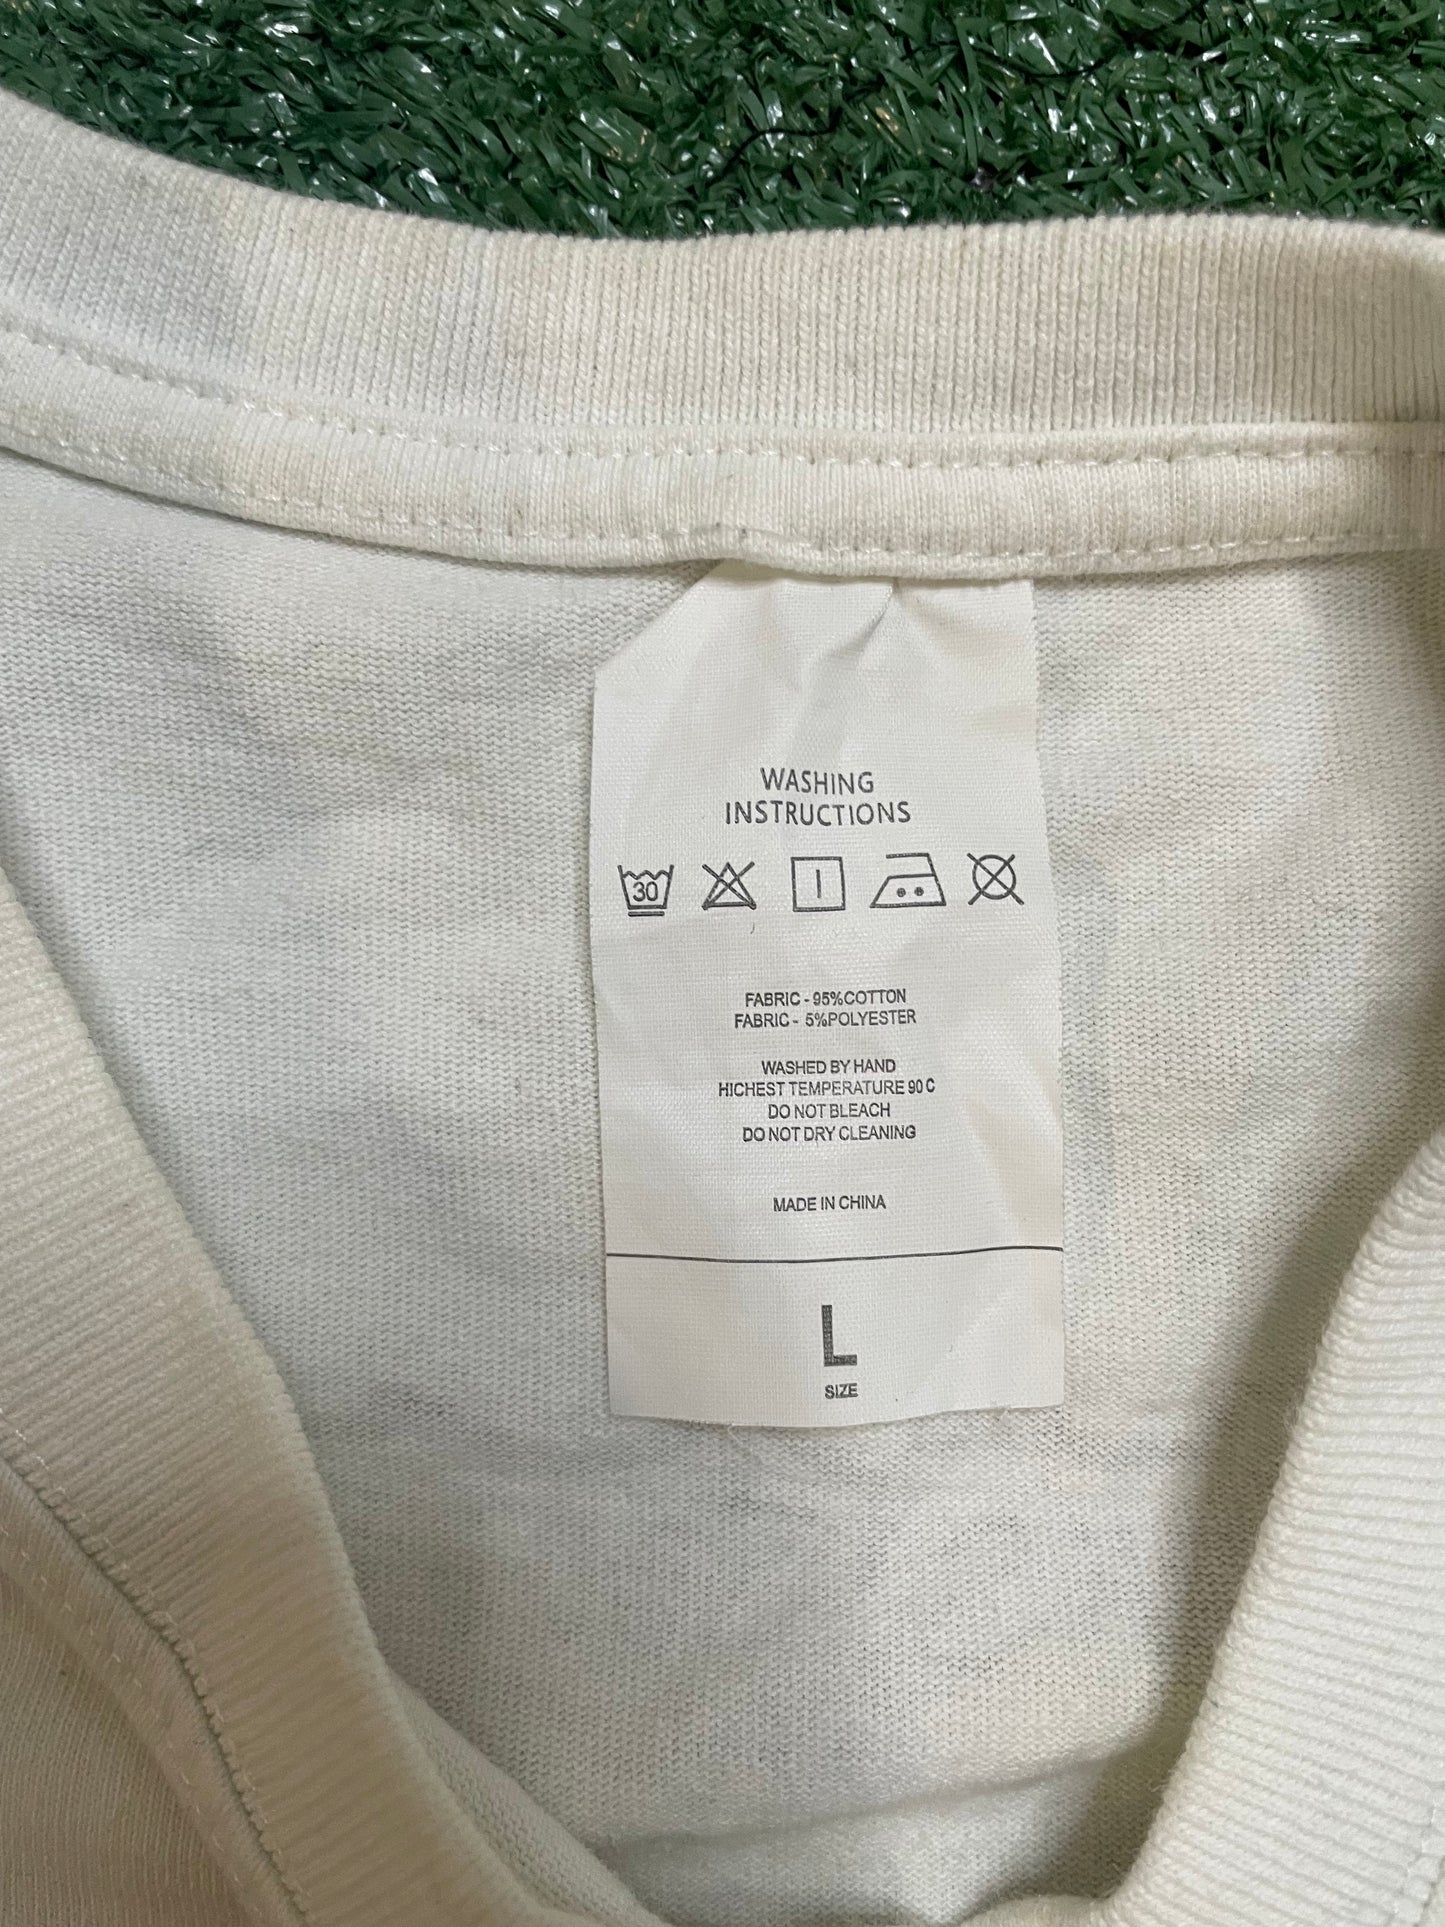 WASHING
INSTRUCTIONS
30
FABRIC - 95%COTTON
FABRIC - 5%POLYESTER
WASHED BY HAND
HICHEST TEMPERATURE 90 C
DO NOT BLEACH
DO NOT DRY CLEANING
MADE IN CHINA
L
SIZE